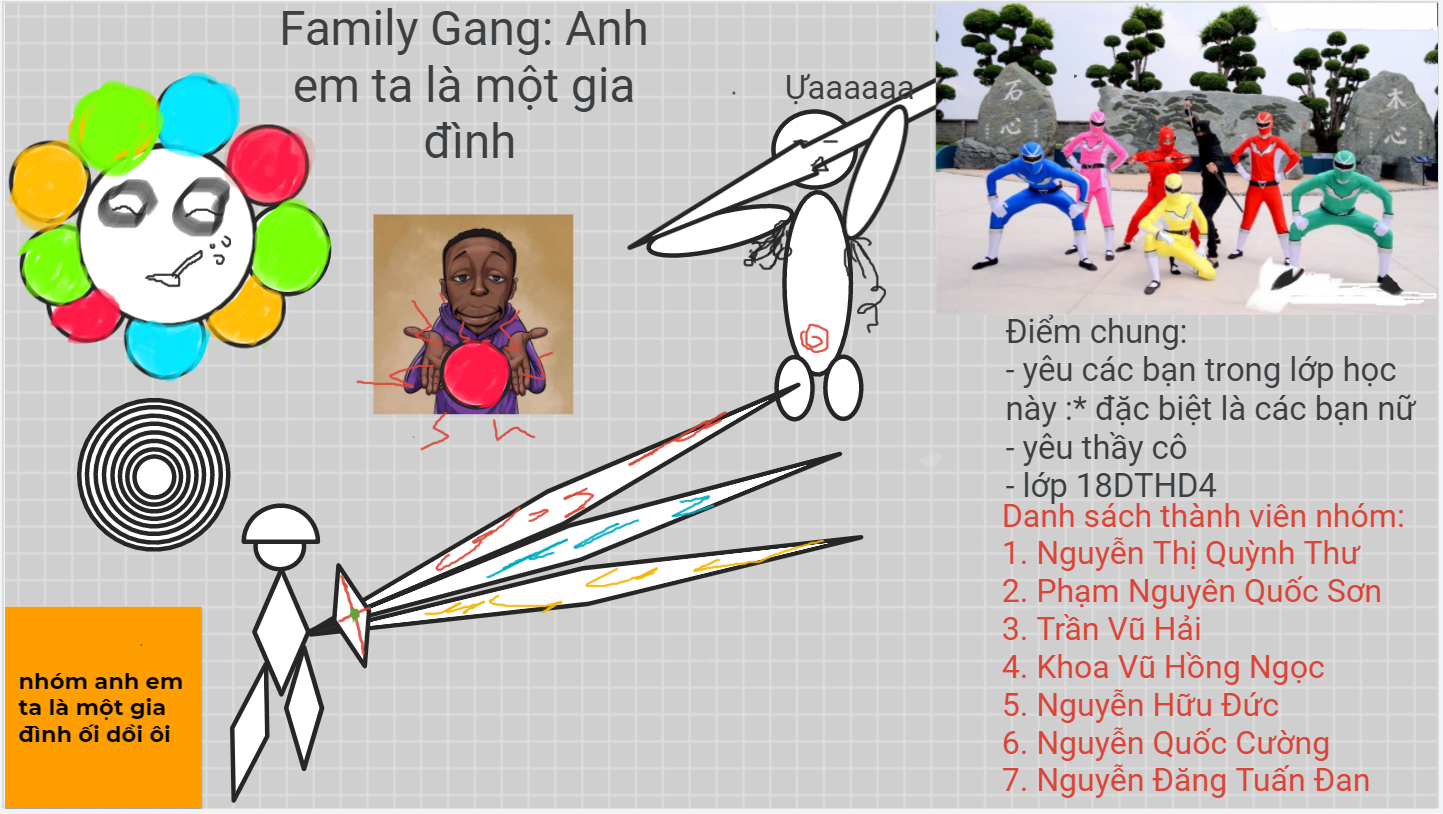 Family Gang: Anh
em ta là một gia
đình
Ựaaaaaa
石
心
木
心
Điểm chung:
- yêu các bạn trong lớp học
này :* đặc biệt là các bạn nữ
- yêu thầy cô
- lớp 18DTHD4
Danh sách thành viên nhóm:
1. Nguyễn Thị Quỳnh Thư
2. Phạm Nguyên Quốc Sơn
3. Trần Vũ Hải
4. Khoa Vũ Hồng Ngọc
5. Nguyễn Hữu Đức
6. Nguyễn Quốc Cường
7. Nguyễn Đăng Tuấn Đan
nhóm anh em
ta là một gia
đình ối dồi ôi